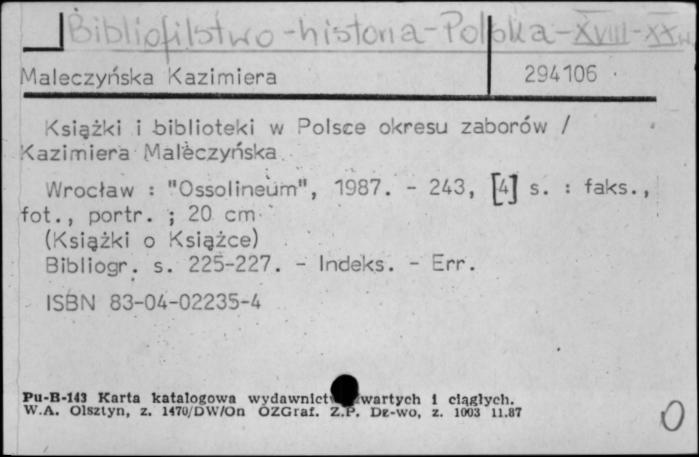 Bibliofilstwo - historia - Polska - XVIII - XX w
Maleczyńska Kazimiera 294106
Książki i biblioteki w Polsce okresu zaborów /
Kazimiera Maleczyńska.
Wrocław : "Ossolineum", 1987. - 243, [4] s. : faks.,
fot., portr. ; 20 cm
(Książki o Książce)
Bibliogr. s. 225-227. - Indeks. - Err.
ISBN 83-04-02235-4
Pu-B-143 Karta katalogowa wydawnict wartych i ciągłych.
W.A. Olsztyn, z. 1470/DW/On OZGraf. Z.P. Dz-wo, z. 1003 11.87
0